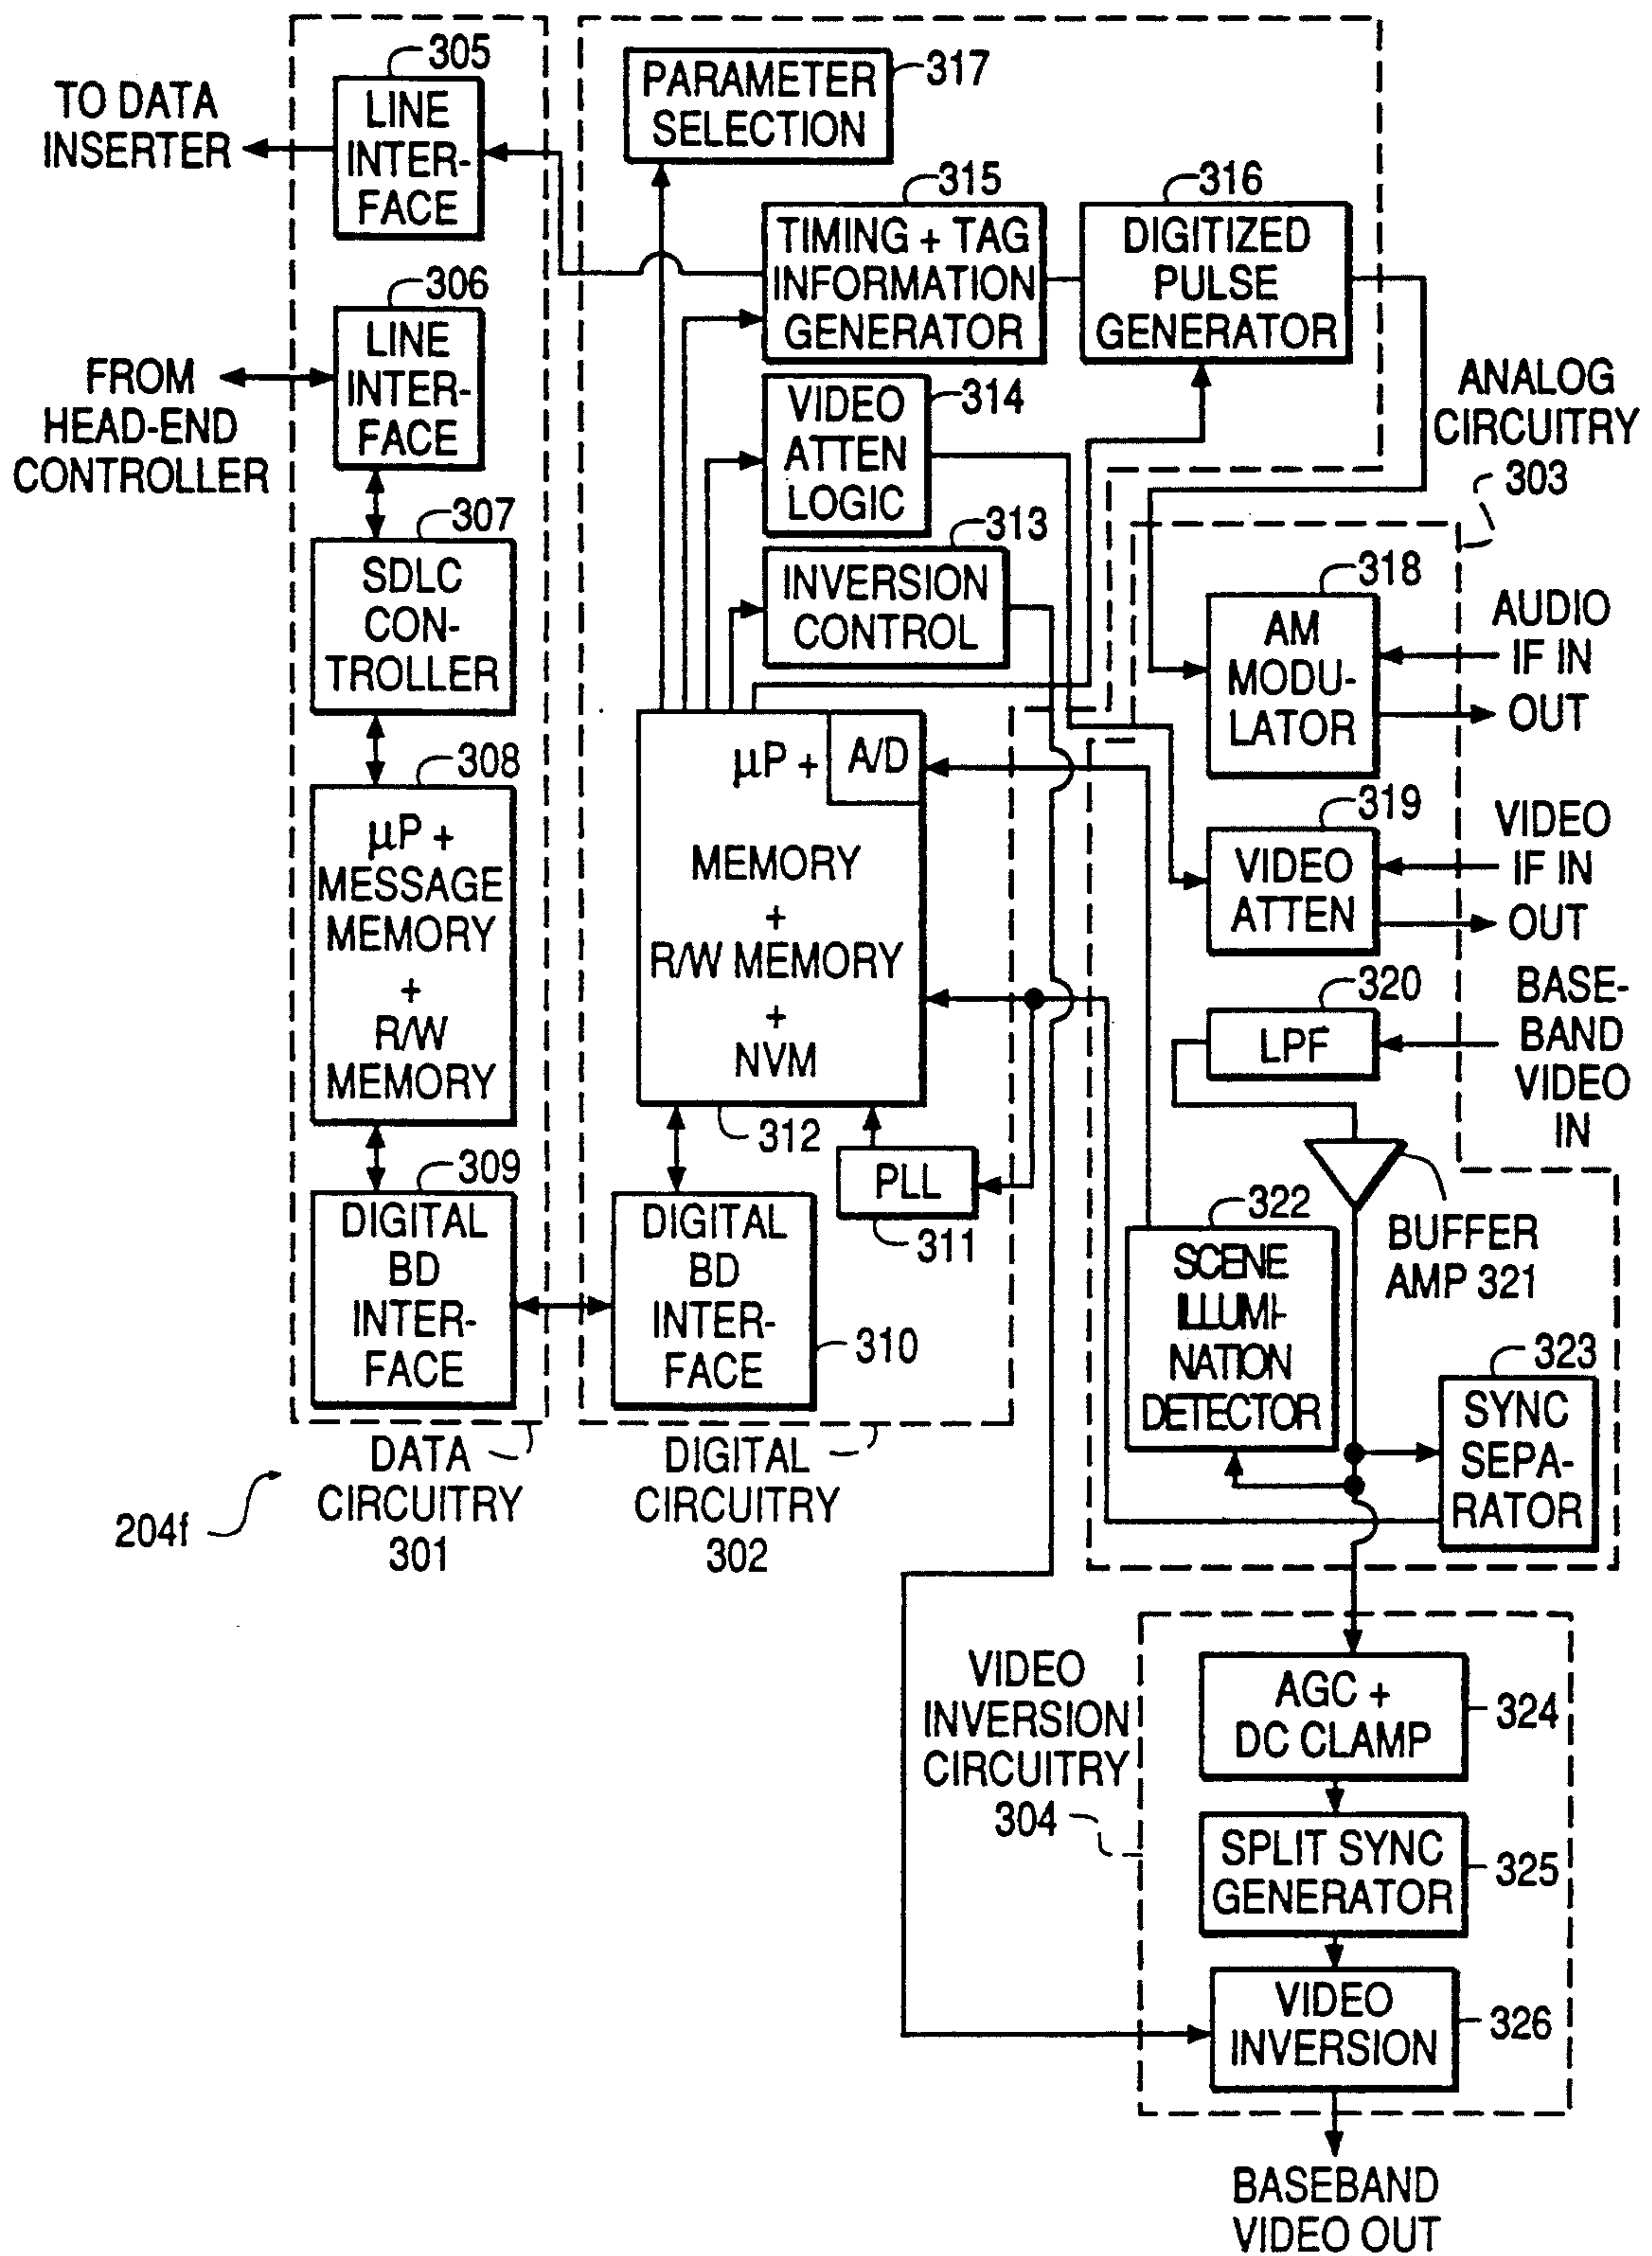 305
TO DATA
INSERTER
LINE
INTER-
FACE
306
FROM
HEAD-END
CONTROLLER
LINE
INTER-
FACE
307
SDLC
CON-
TROLLER
308
μP +
MESSAGE
MEMORY
+
R/W
MEMORY
309
DIGITAL
BD
INTER-
FACE
DATA
CIRCUITRY
301
204f
PARAMETER
SELECTION
317
315
TIMING + TAG
INFORMATION
GENERATOR
316
DIGITIZED
PULSE
GENERATOR
VIDEO
ATTEN
LOGIC
314
313
INVERSION
CONTROL
μP +
A/D
MEMORY
+
R/W MEMORY
+
NVM
312
PLL
311
DIGITAL
BD
INTER-
FACE
310
DIGITAL
CIRCUITRY
302
ANALOG
CIRCUITRY
303
318
AM
MODU-
LATOR
AUDIO
IF IN
OUT
319
VIDEO
ATTEN
VIDEO
IF IN
OUT
320
LPF
BASE-
BAND
VIDEO
IN
BUFFER
AMP 321
322
SCENE
ILLUMI-
NATION
DETECTOR
323
SYNC
SEPA-
RATOR
VIDEO
INVERSION
CIRCUITRY
304
AGC +
DC CLAMP
324
SPLIT SYNC
GENERATOR
325
VIDEO
INVERSION
326
BASEBAND
VIDEO OUT